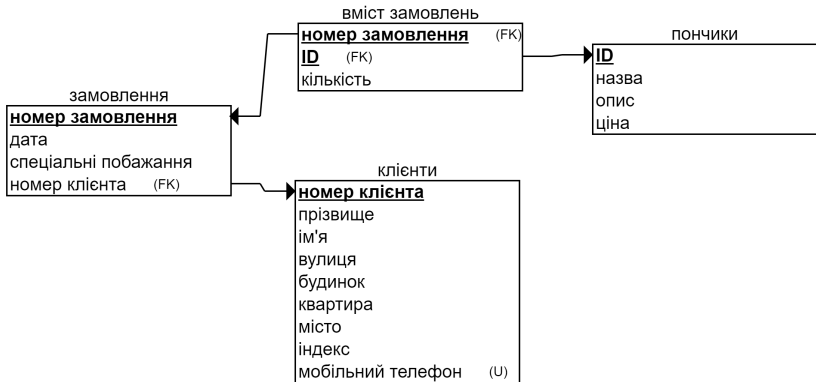 вміст замовлень
номер замовлення (FK)
ID (FK)
кількість
пончики
ID
назва
опис
ціна
замовлення
номер замовлення
дата
спеціальні побажання
номер клієнта (FK)
клієнти
номер клієнта
прізвище
ім'я
вулиця
будинок
квартира
місто
індекс
мобільний телефон (U)